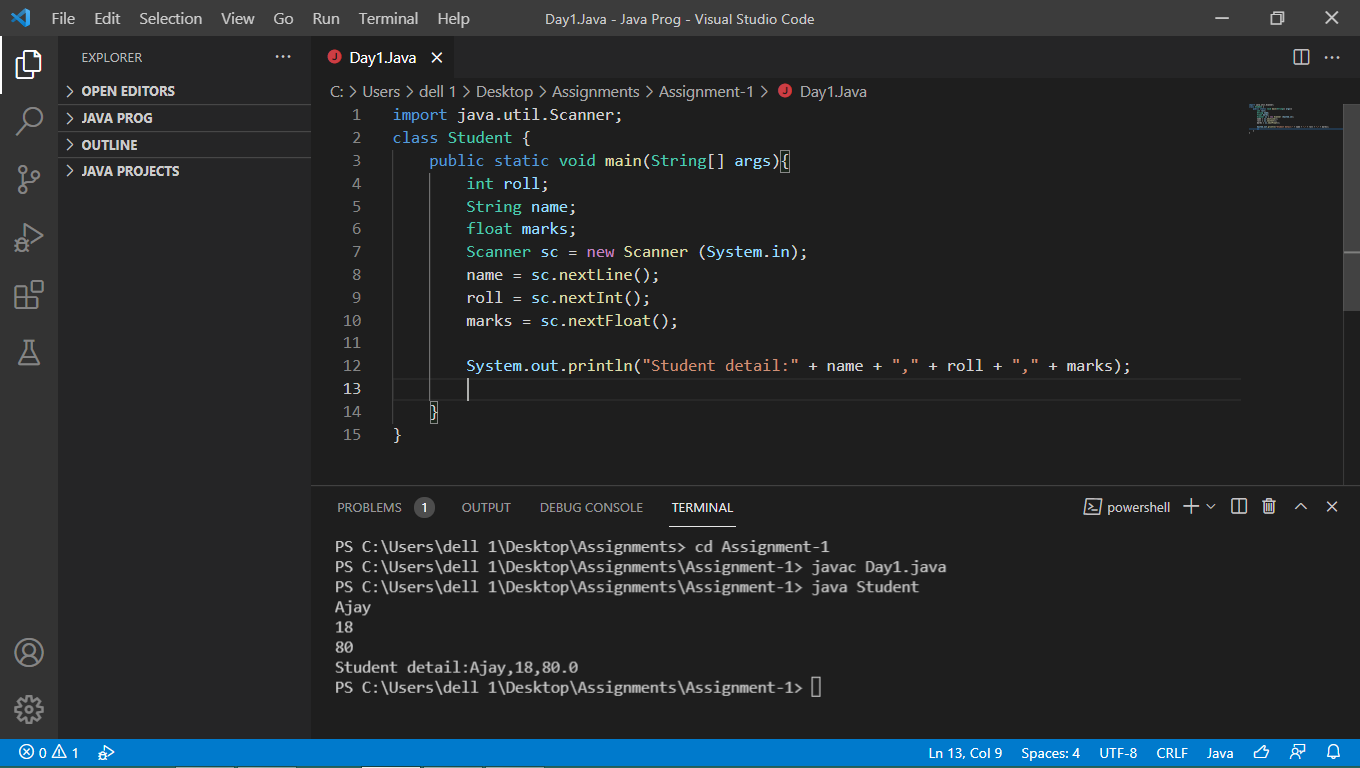 File Edit Selection View Go Run Terminal Help Day1.Java - Java Prog - Visual Studio Code
EXPLORER
OPEN EDITORS
JAVA PROG
OUTLINE
JAVA PROJECTS
Day1.Java
C: > Users > dell 1 > Desktop > Assignments > Assignment-1 > Day1.Java
1 import java.util.Scanner;
2 class Student {
3 public static void main(String[] args){
4 int roll;
5 String name;
6 float marks;
7 Scanner sc = new Scanner (System.in);
8 name = sc.nextLine();
9 roll = sc.nextInt();
10 marks = sc.nextFloat();
11
12 System.out.println("Student detail:" + name + "," + roll + "," + marks);
13
14 }
15 }
PROBLEMS 1 OUTPUT DEBUG CONSOLE TERMINAL powershell
PS C:\Users\dell 1\Desktop\Assignments> cd Assignment-1
PS C:\Users\dell 1\Desktop\Assignments\Assignment-1> javac Day1.java
PS C:\Users\dell 1\Desktop\Assignments\Assignment-1> java Student
Ajay
18
80
Student detail:Ajay,18,80.0
PS C:\Users\dell 1\Desktop\Assignments\Assignment-1>
0 1 Ln 13, Col 9 Spaces: 4 UTF-8 CRLF Java